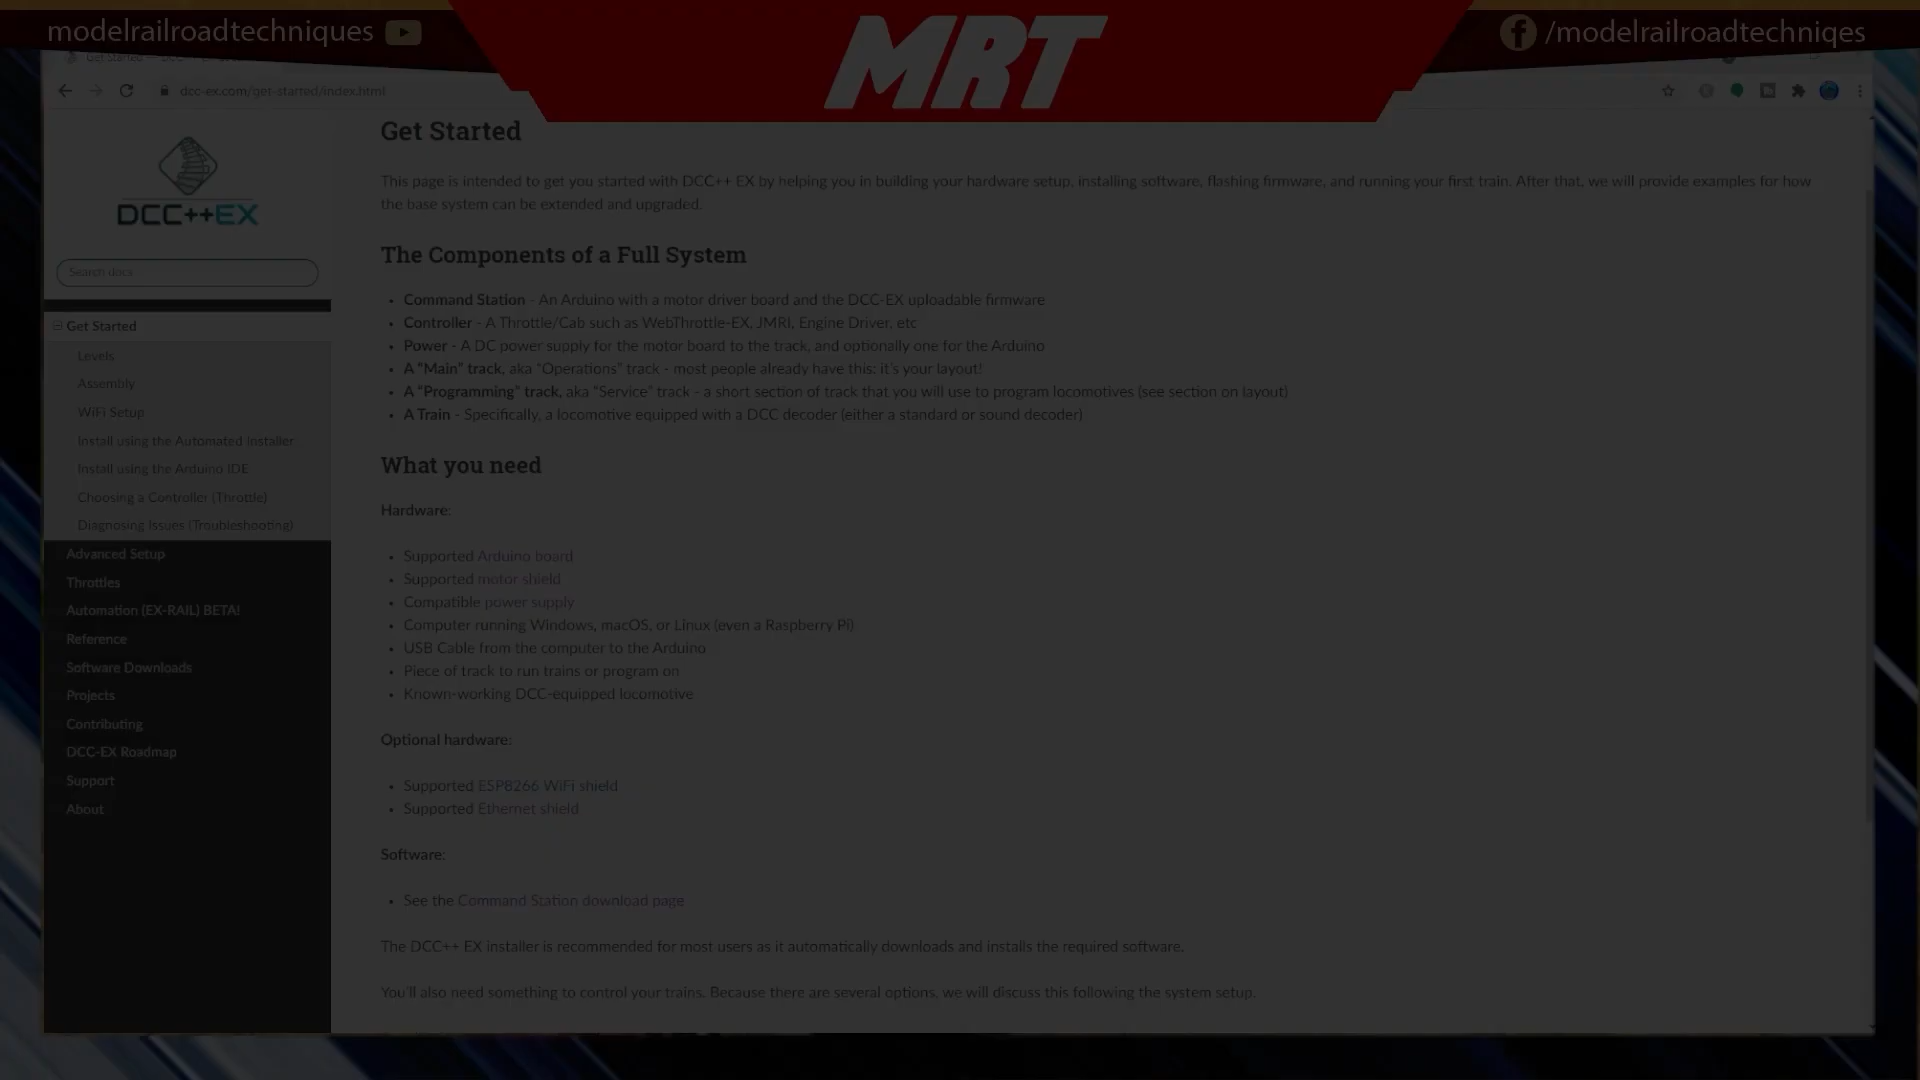 modelrailroadtechniques
MRT
/modelrailroadtechniqes
dcc-ex.com/get-started/index.html
DCC++EX
Search docs
Get Started
Levels
Assembly
WiFi Setup
Install using the Automated Installer
Install using the Arduino IDE
Choosing a Controller (Throttle)
Diagnosing Issues (Troubleshooting)
Advanced Setup
Throttles
Automation (EX-RAIL) BETA!
Reference
Software Downloads
Projects
Contributing
DCC-EX Roadmap
Support
About
Get Started
This page is intended to get you started with DCC++ EX by helping you in building your hardware setup, installing software, flashing firmware, and running your first train. After that, we will provide examples for how
the base system can be extended and upgraded.
The Components of a Full System
• Command Station - An Arduino with a motor driver board and the DCC-EX uploadable firmware
• Controller - A Throttle/Cab such as WebThrottle-EX, JMRI, Engine Driver, etc
• Power - A DC power supply for the motor board to the track, and optionally one for the Arduino
• A “Main” track, aka “Operations” track - most people already have this: it’s your layout!
• A “Programming” track, aka “Service” track - a short section of track that you will use to program locomotives (see section on layout)
• A Train - Specifically, a locomotive equipped with a DCC decoder (either a standard or sound decoder)
What you need
Hardware:
• Supported Arduino board
• Supported motor shield
• Compatible power supply
• Computer running Windows, macOS, or Linux (even a Raspberry Pi)
• USB Cable from the computer to the Arduino
• Piece of track to run trains or program on
• Known-working DCC-equipped locomotive
Optional hardware:
• Supported ESP8266 WiFi shield
• Supported Ethernet shield
Software:
• See the Command Station download page
The DCC++ EX installer is recommended for most users as it automatically downloads and installs the required software.
You’ll also need something to control your trains. Because there are several options, we will discuss this following the system setup.